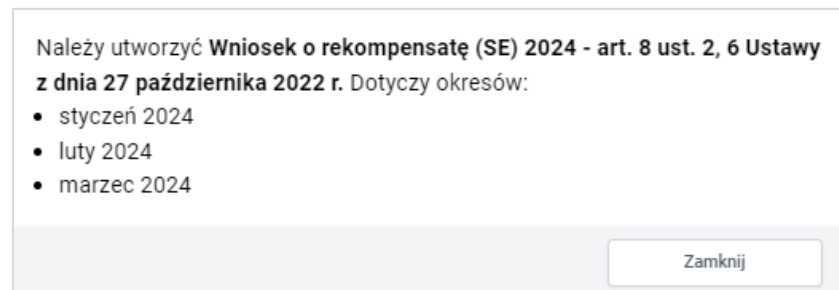 Należy utworzyć Wniosek o rekompensatę (SE) 2024 - art. 8 ust. 2, 6 Ustawy
z dnia 27 października 2022 r. Dotyczy okresów:
• styczeń 2024
• luty 2024
• marzec 2024
Zamknij